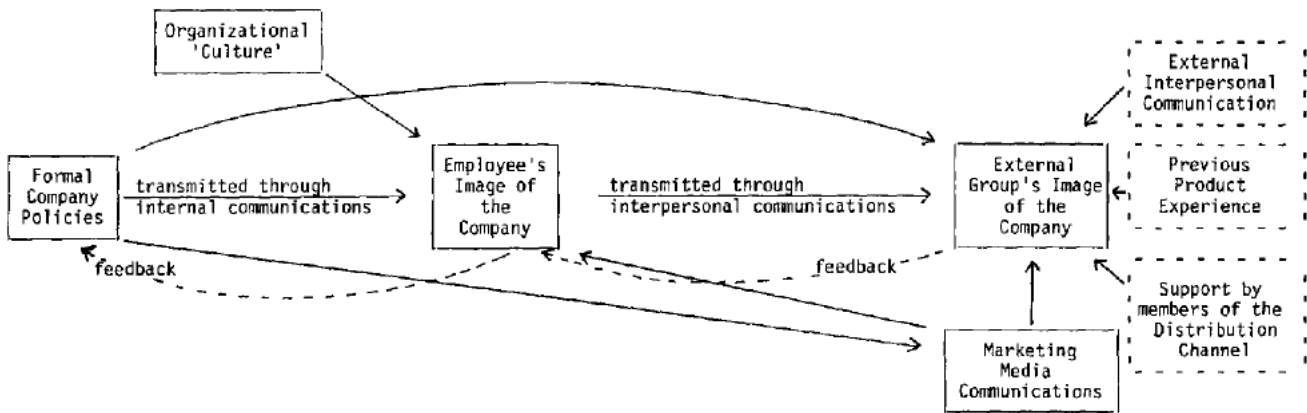 Organizational
'Culture'
Formal
Company
Policies
transmitted through
internal communications
Employee's
Image of
the
Company
transmitted through
interpersonal communications
External
Group's Image
of the
Company
External
Interpersonal
Communication
Previous
Product
Experience
Support by
members of the
Distribution
Channel
feedback
feedback
Marketing
Media
Communications